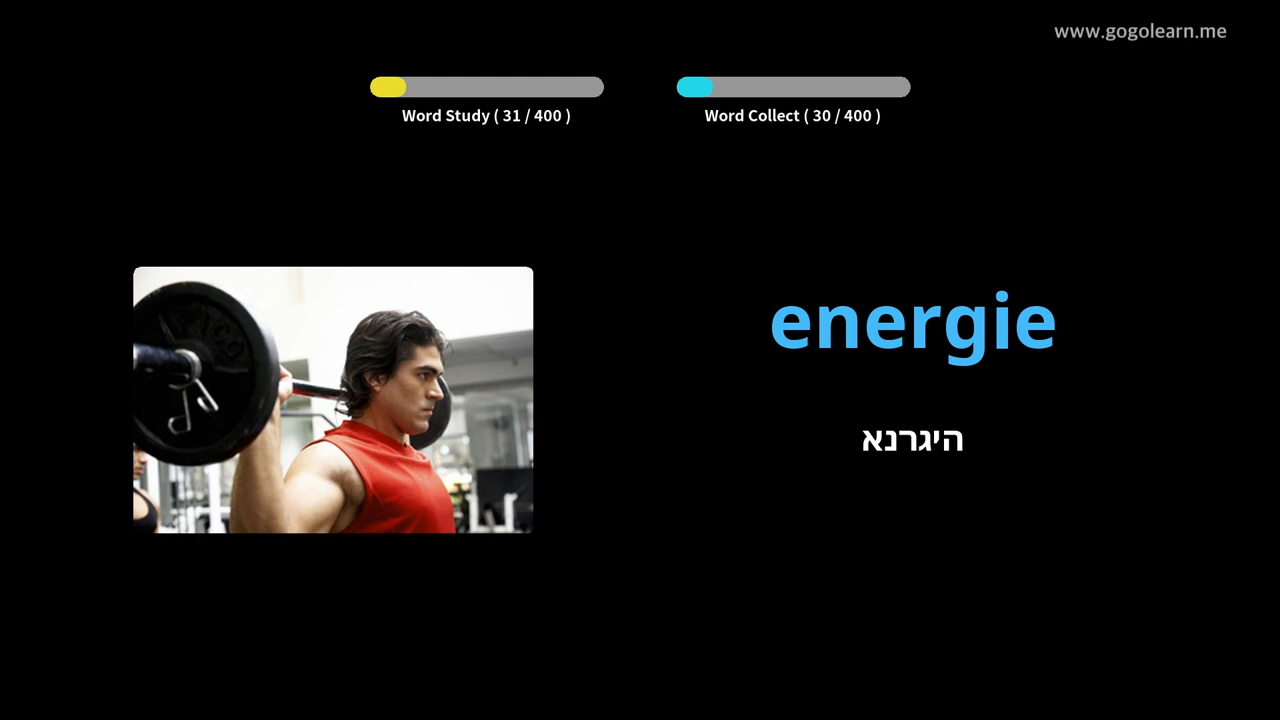 www.gogolearn.me
Word Study ( 31 / 400 )
Word Collect ( 30 / 400 )
energie
היגרנא